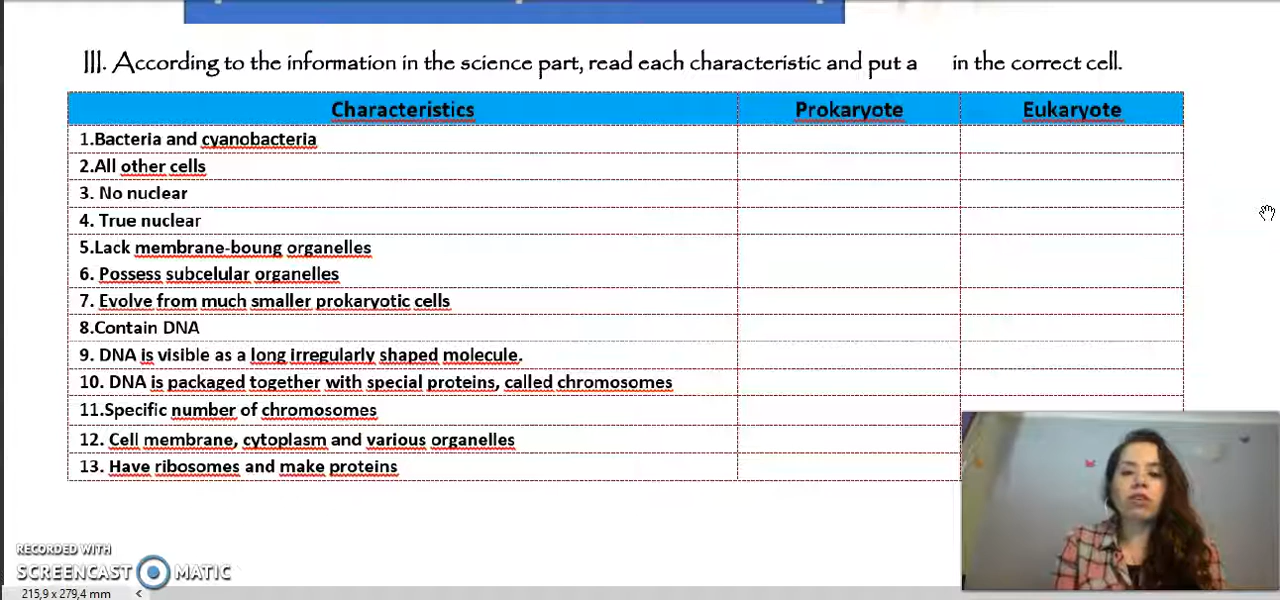 III. According to the information in the science part, read each characteristic and put a in the correct cell.
Characteristics Prokaryote Eukaryote
1.Bacteria and cyanobacteria
2.All other cells
3. No nuclear
4. True nuclear
5.Lack membrane-boung organelles
6. Possess subcelular organelles
7. Evolve from much smaller prokaryotic cells
8.Contain DNA
9. DNA is visible as a long irregularly shaped molecule.
10. DNA is packaged together with special proteins, called chromosomes
11.Specific number of chromosomes
12. Cell membrane, cytoplasm and various organelles
13. Have ribosomes and make proteins
RECORDED WITH
SCREENCAST MATIC
215,9 x 279,4 mm